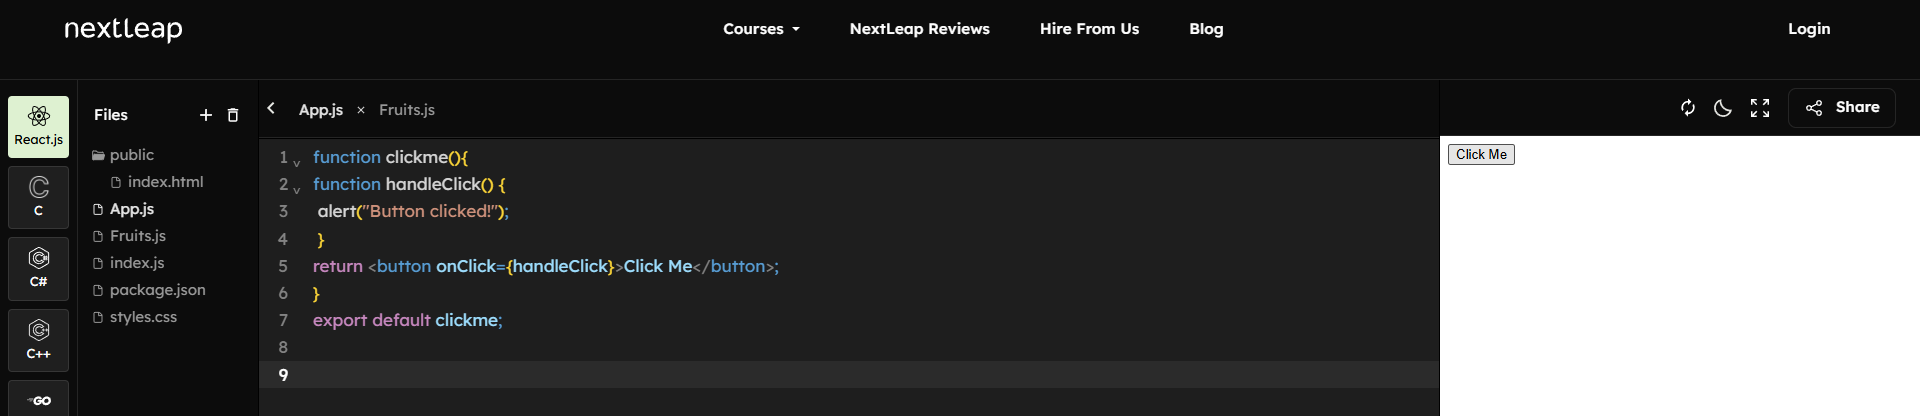 nextleap
Courses
NextLeap Reviews
Hire From Us
Blog
Login
React.js
C
C#
C++
GO
Files
public
index.html
App.js
Fruits.js
index.js
package.json
styles.css
App.js × Fruits.js
1 function clickme(){
2 function handleClick() {
3 alert("Button clicked!");
4 }
5 return <button onClick={handleClick}>Click Me</button>;
6 }
7 export default clickme;
8
9
Share
Click Me